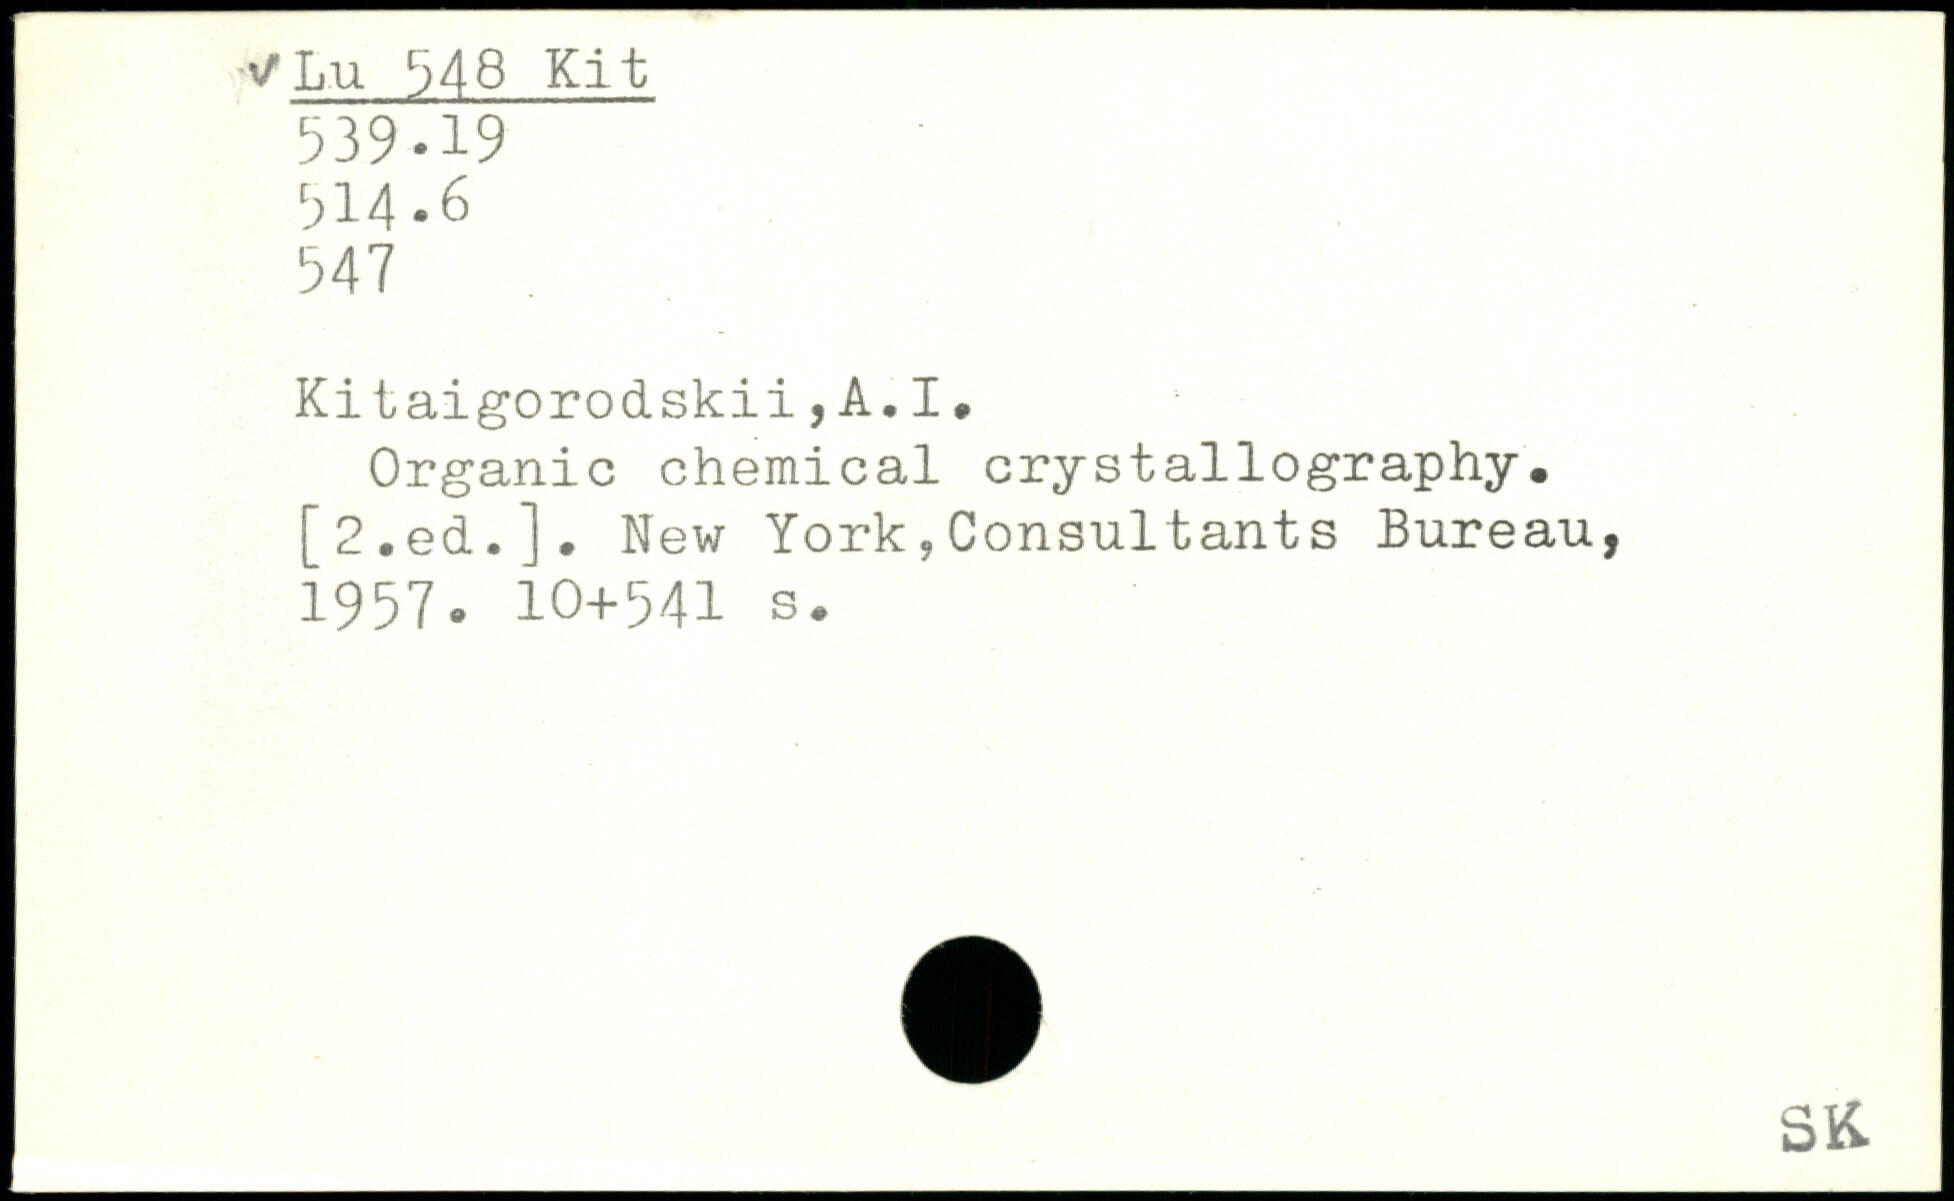 v Lu 548 Kit
539.19
514.6
547
Kitaigorodskii,A.I.
Organic chemical crystallography.
[2.ed.]. New York,Consultants Bureau,
1957. 10+541 s.
SK